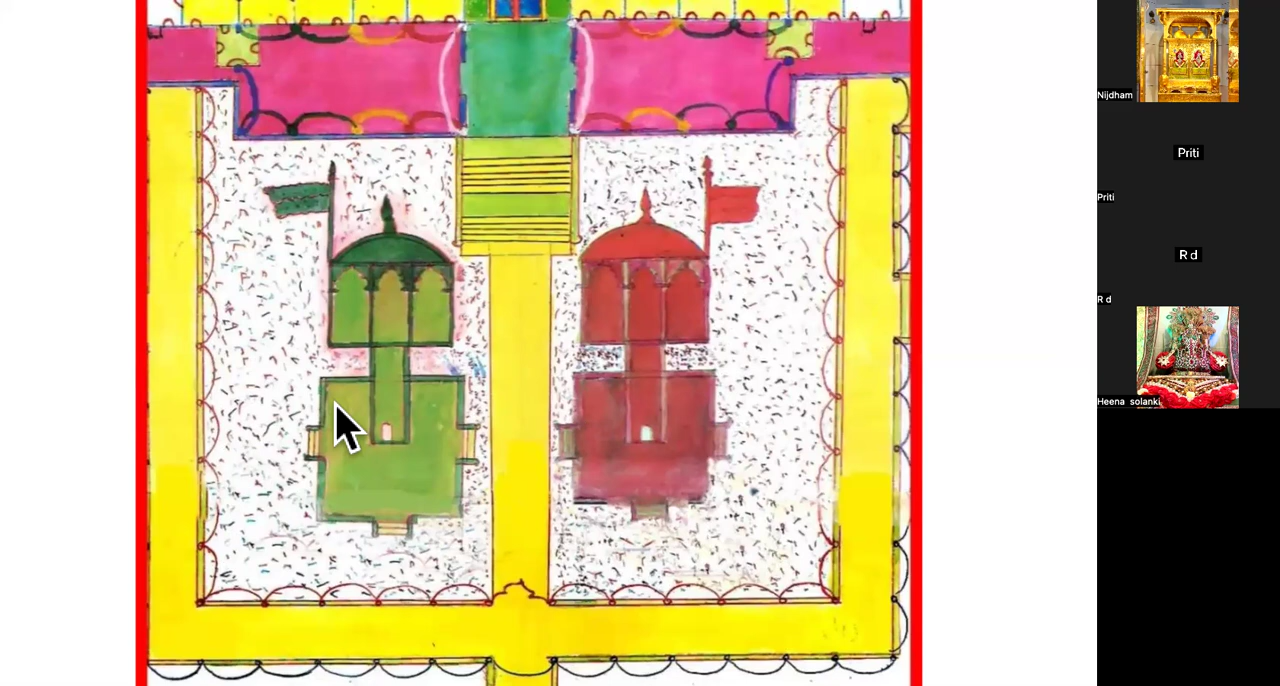 Nijdham
Priti
Priti
R d
R d
Heena solanki